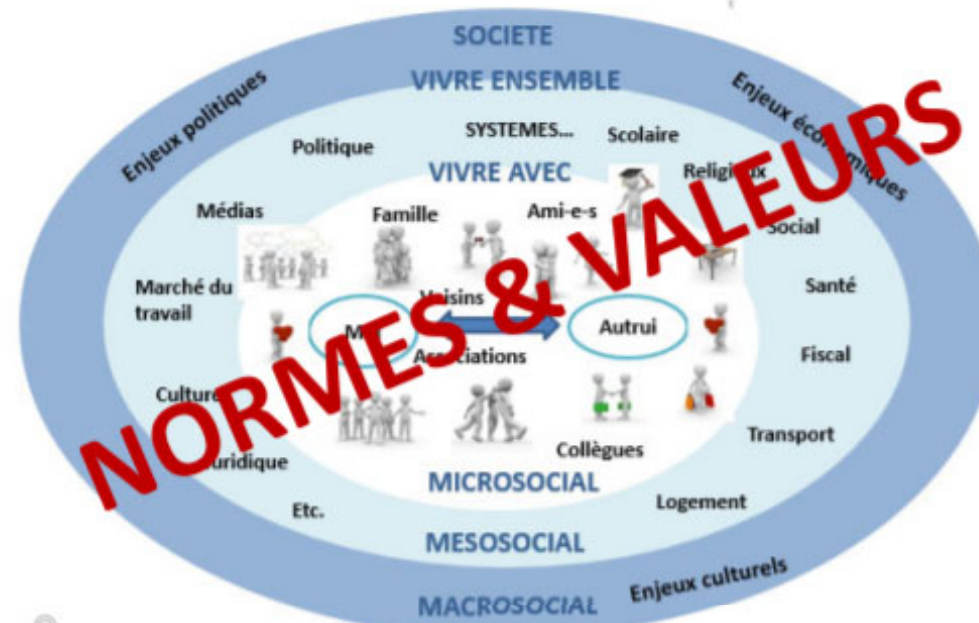 SOCIETE
VIVRE ENSEMBLE
Enjeux politiques
Enjeux économiques
SYSTEMES...
Politique
Scolaire
VIVRE AVEC
Religieux
Médias
Famille
Ami-e-s
Social
Marché du
travail
Voisins
Santé
Autrui
Associations
Fiscal
Culture
Collègues
Transport
Juridique
MICROSOCIAL
Logement
Etc.
MESOSOCIAL
Enjeux culturels
MACROSOCIAL
NORMES & VALEURS